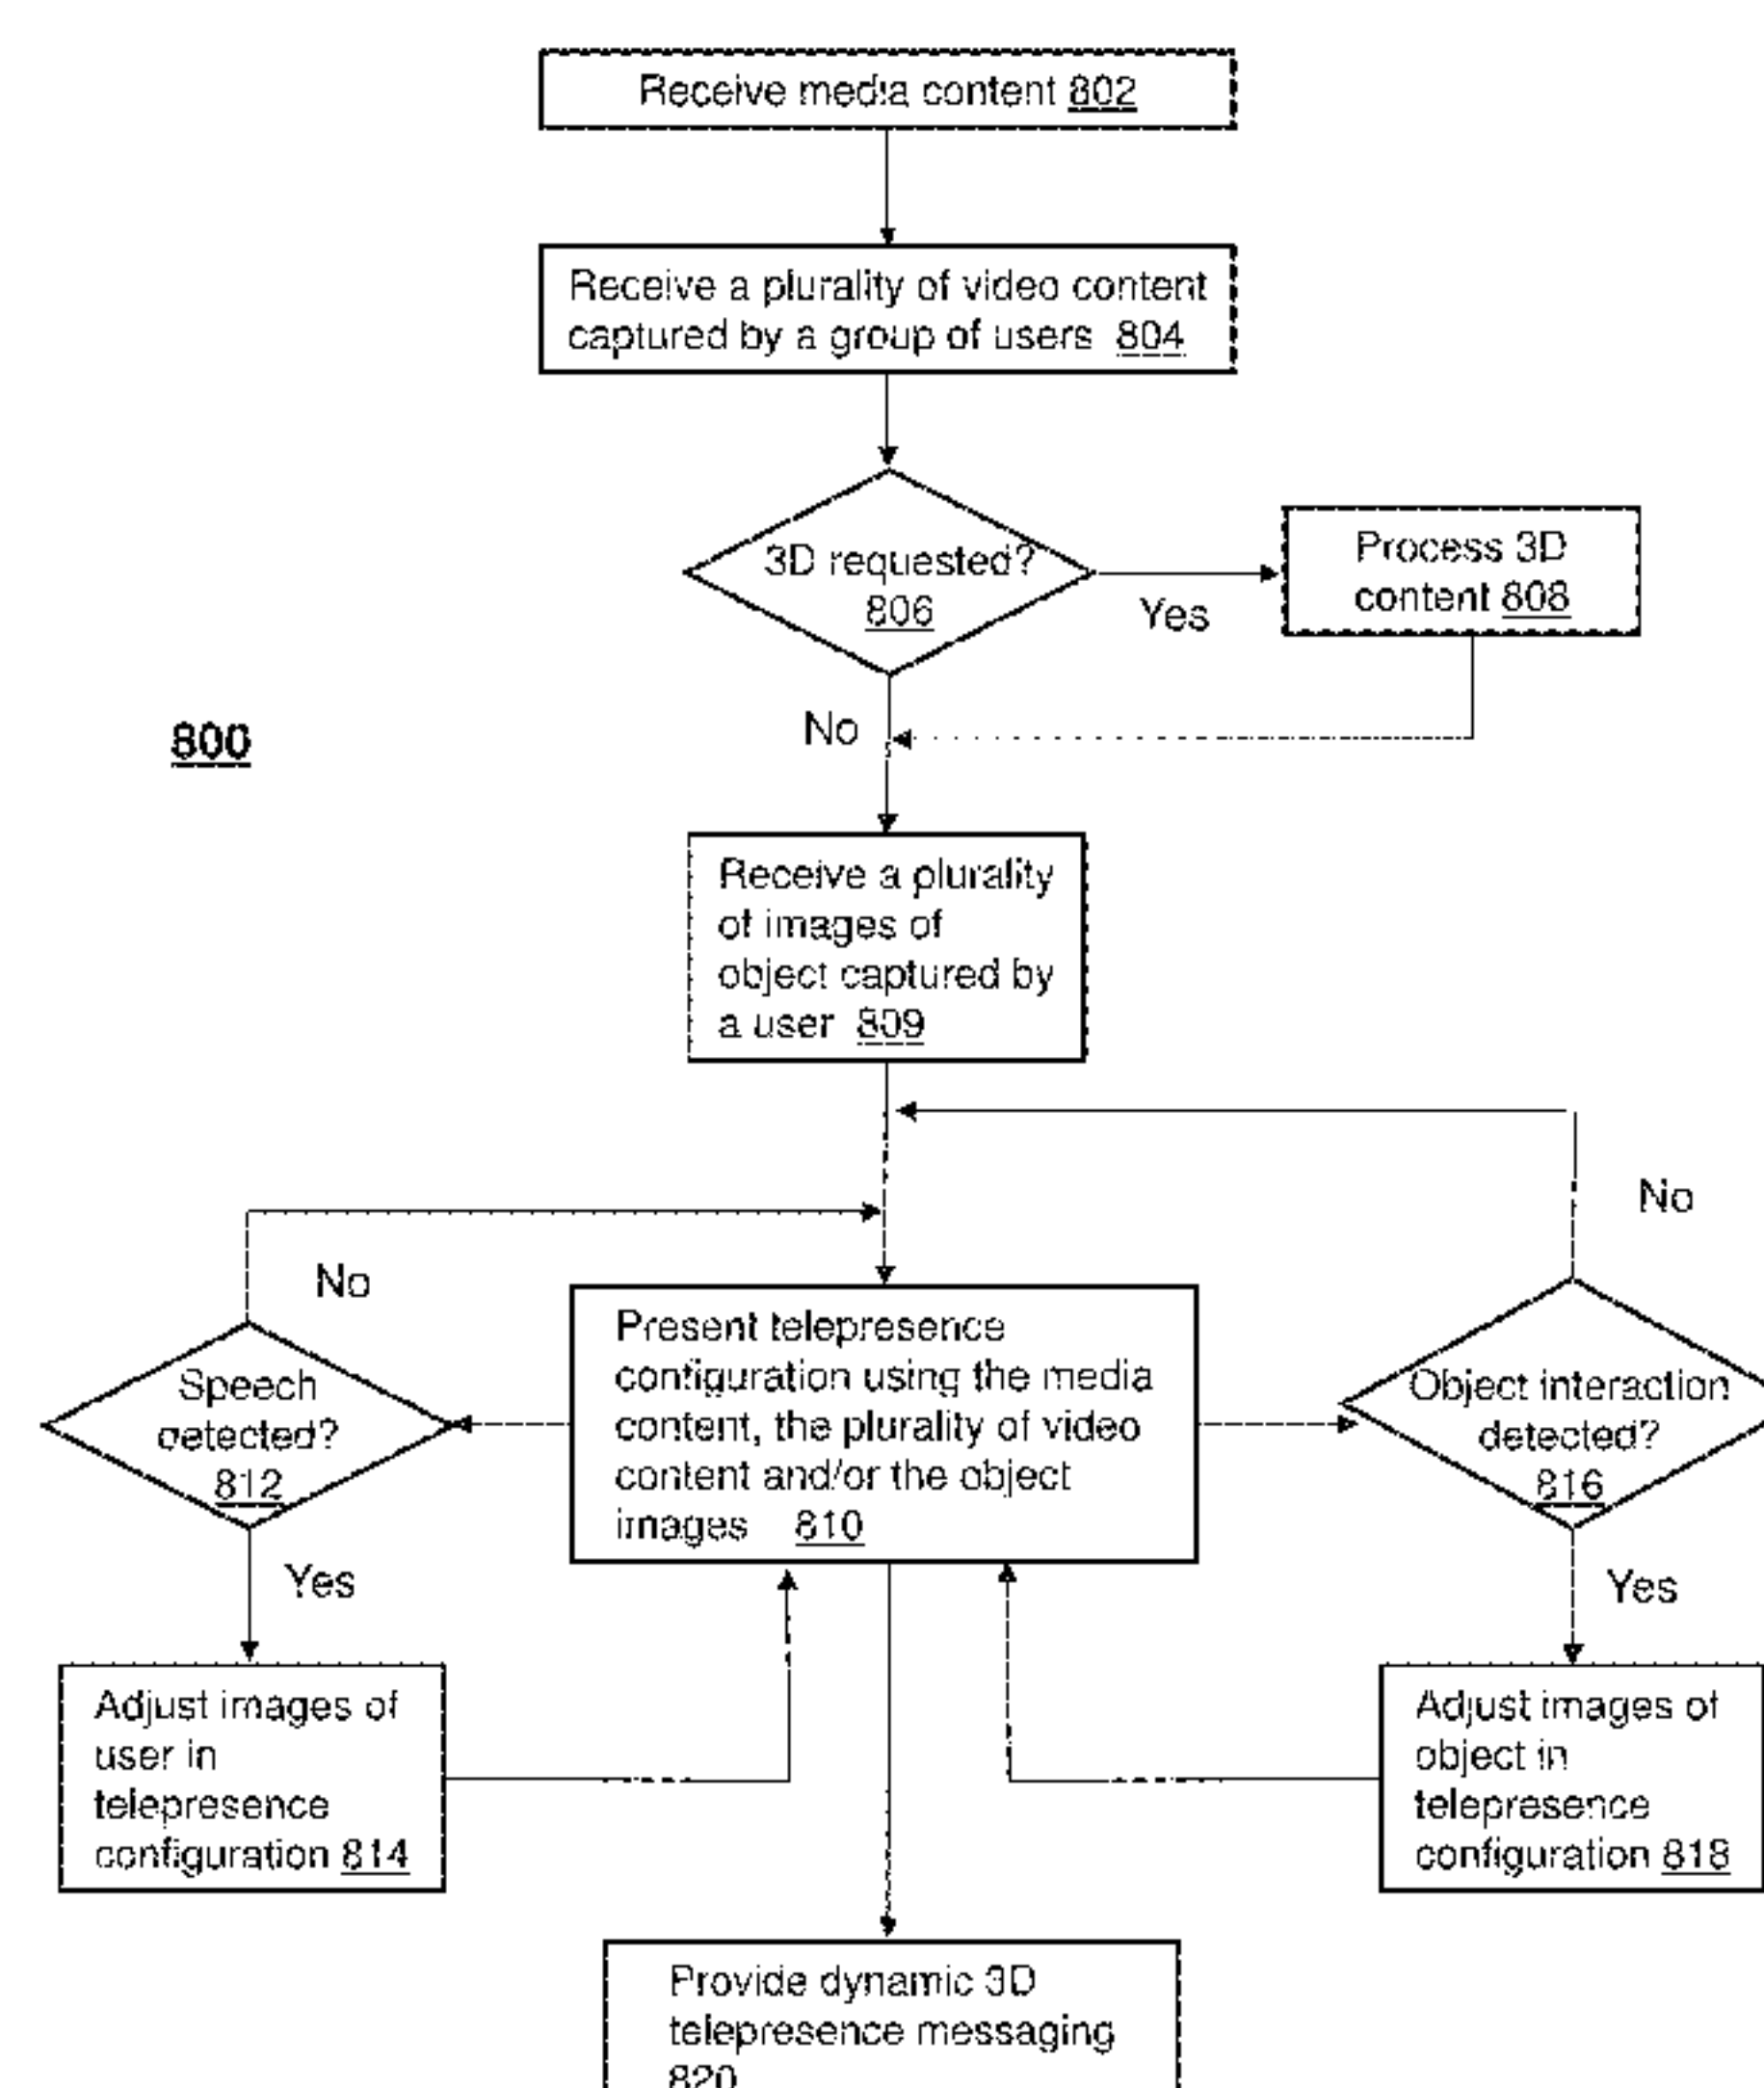 Receive media content 802
Receive a plurality of video content
captured by a group of users 804
3D requested?
806
Yes
Process 3D
content 808
No
800
Receive a plurality
of images of
object captured by
a user 809
No
No
Speech
detected?
812
Present telepresence
configuration using the media
content, the plurality of video
content and/or the object
images 810
Object interaction
detected?
816
Yes
Yes
Adjust images of
user in
telepresence
configuration 814
Adjust images of
object in
telepresence
configuration 818
Provide dynamic 3D
telepresence messaging
820